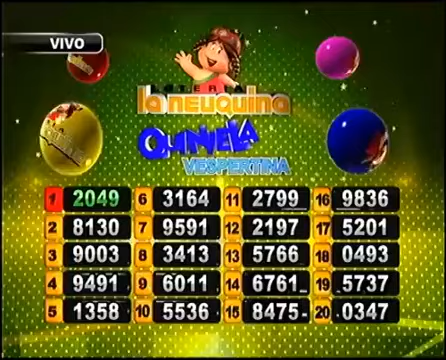 VIVO
LOTERIA
la neuquina
QUINIELA
VESPERTINA
1 2049 6 3164 11 2799 16 9836
2 8130 7 9591 12 2197 17 5201
3 9003 8 3413 13 5766 18 0493
4 9491 9 6011 14 6761 19 5737
5 1358 10 5536 15 8475 20 0347